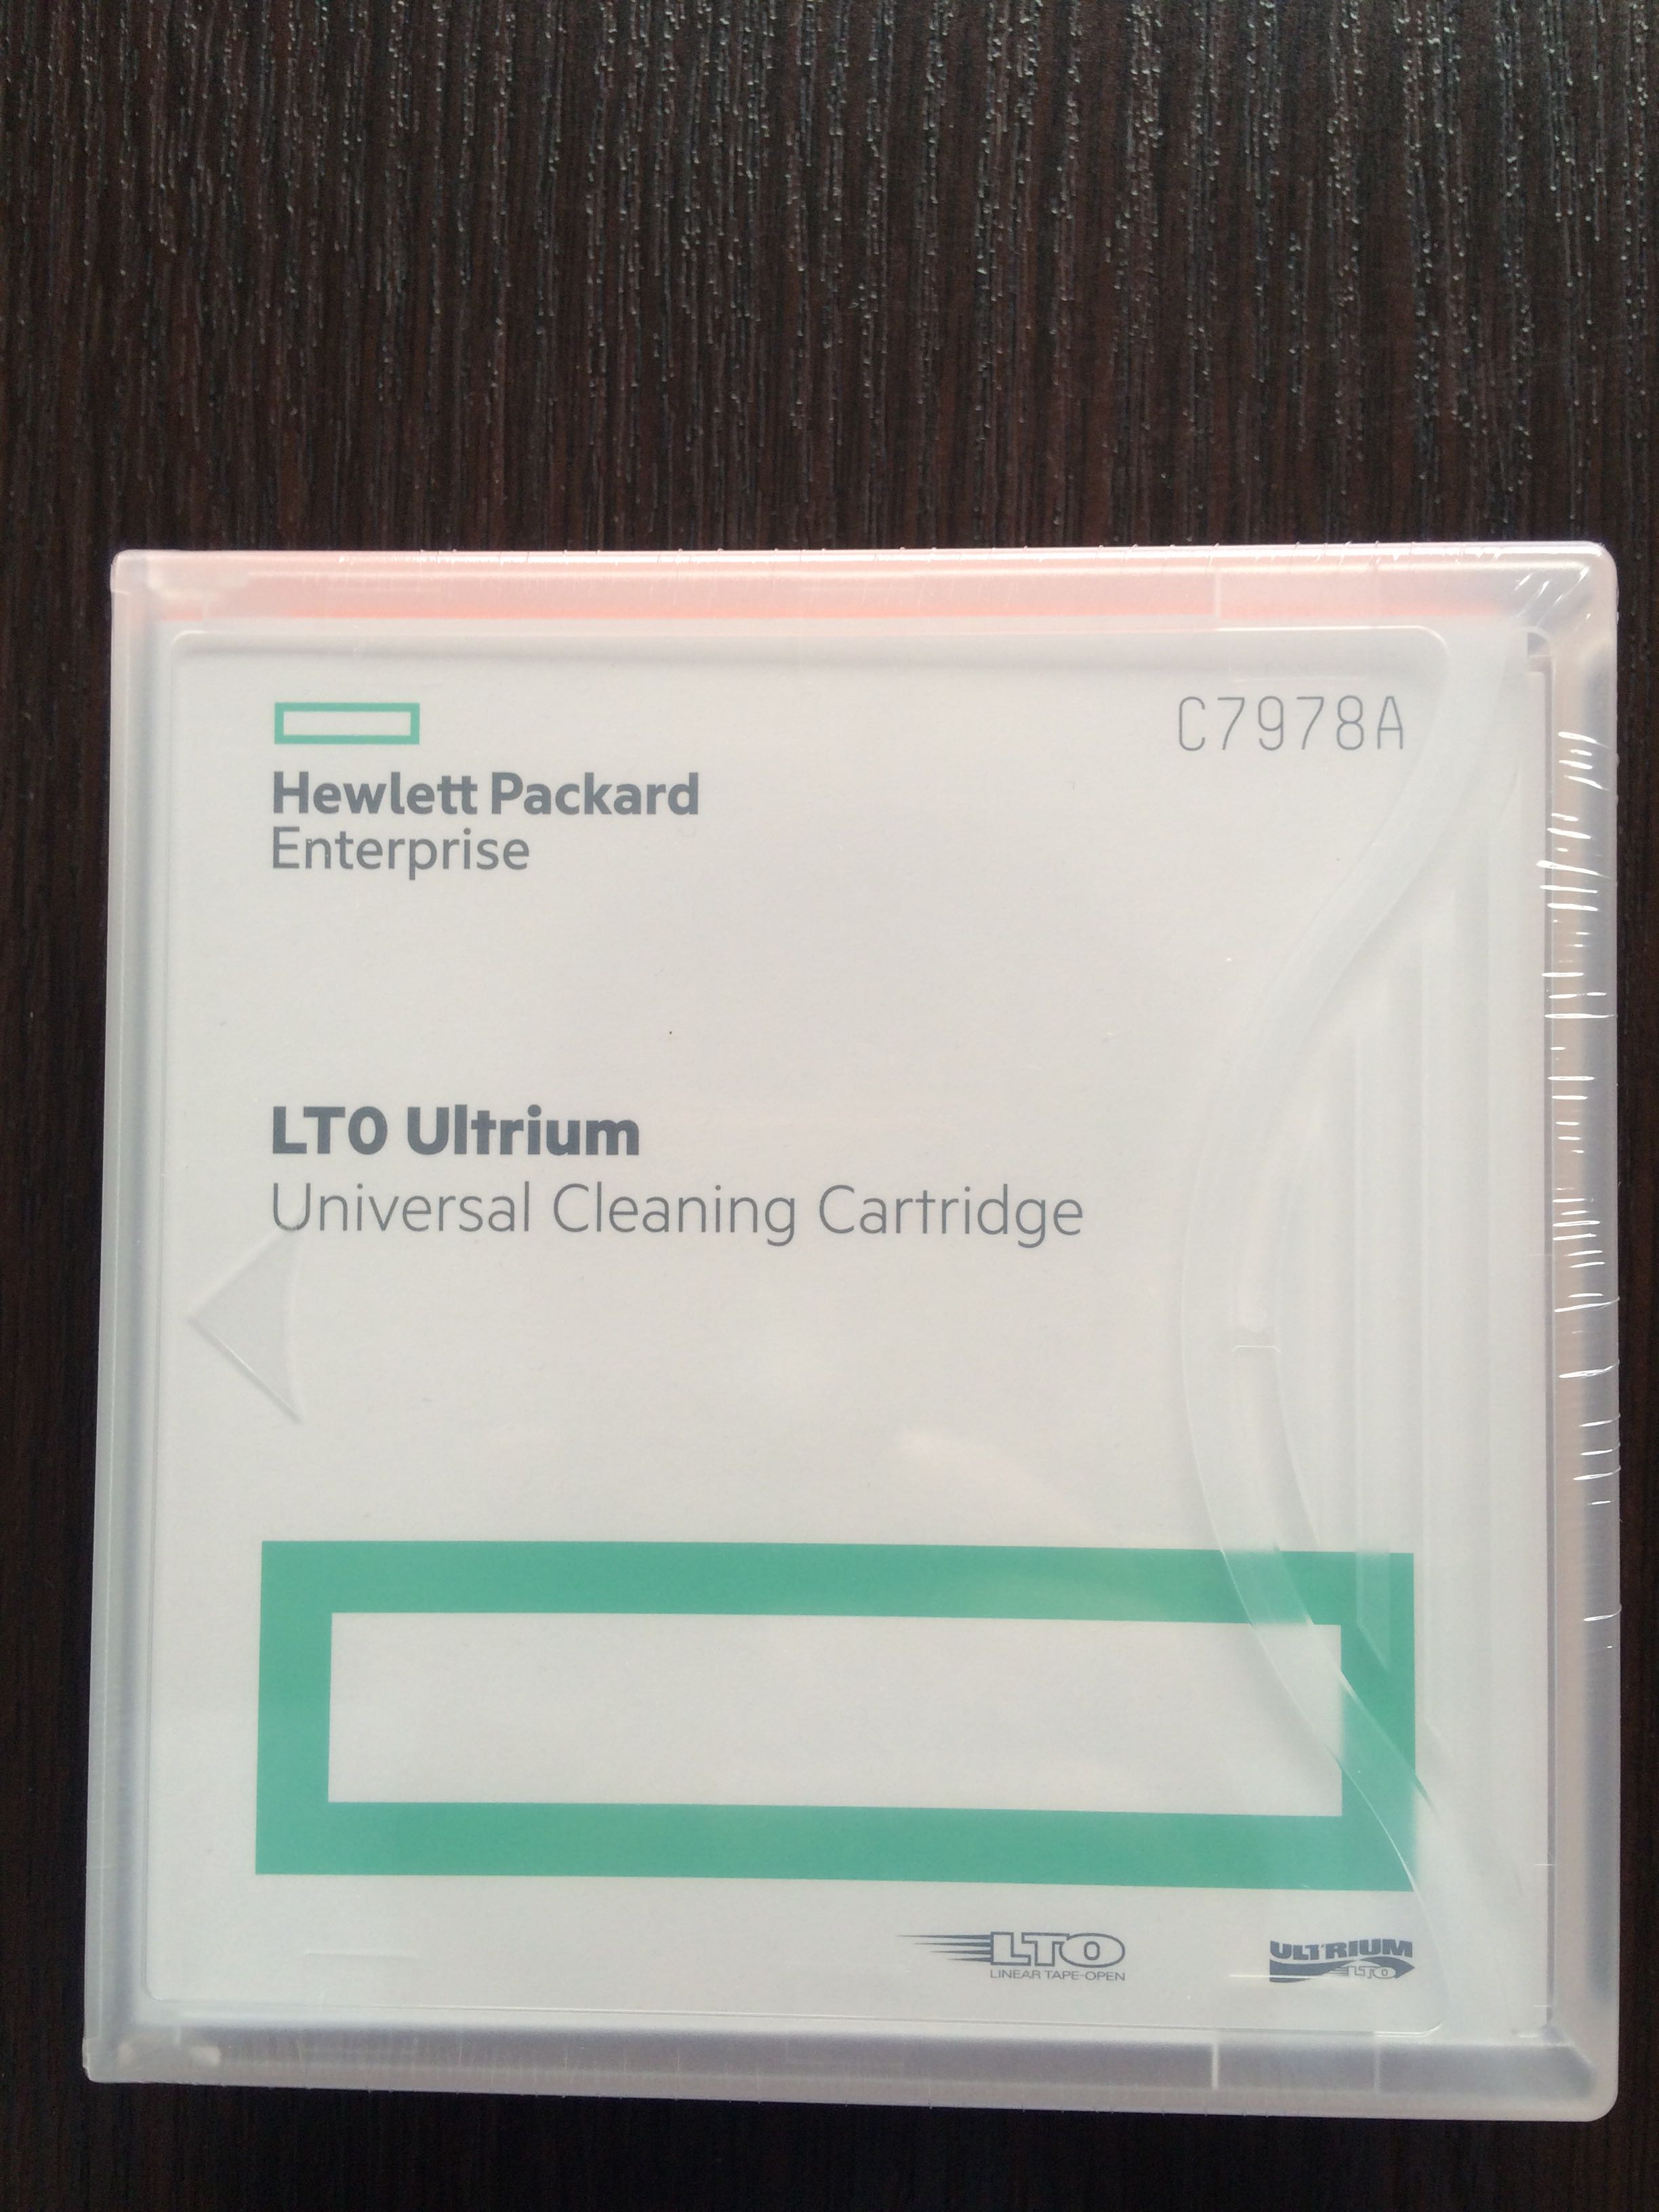 C7978A
Hewlett Packard
Enterprise
LTO Ultrium
Universal Cleaning Cartridge
LTO
LINEAR TAPE-OPEN
ULTRIUM
LTO